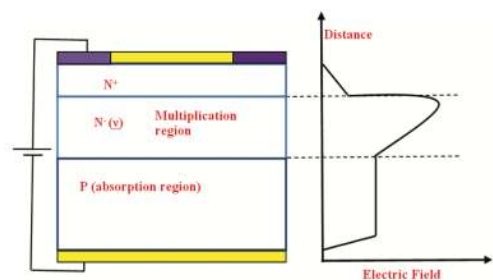 Distance
N+
N- (ν) Multiplication
region
P (absorption region)
Electric Field